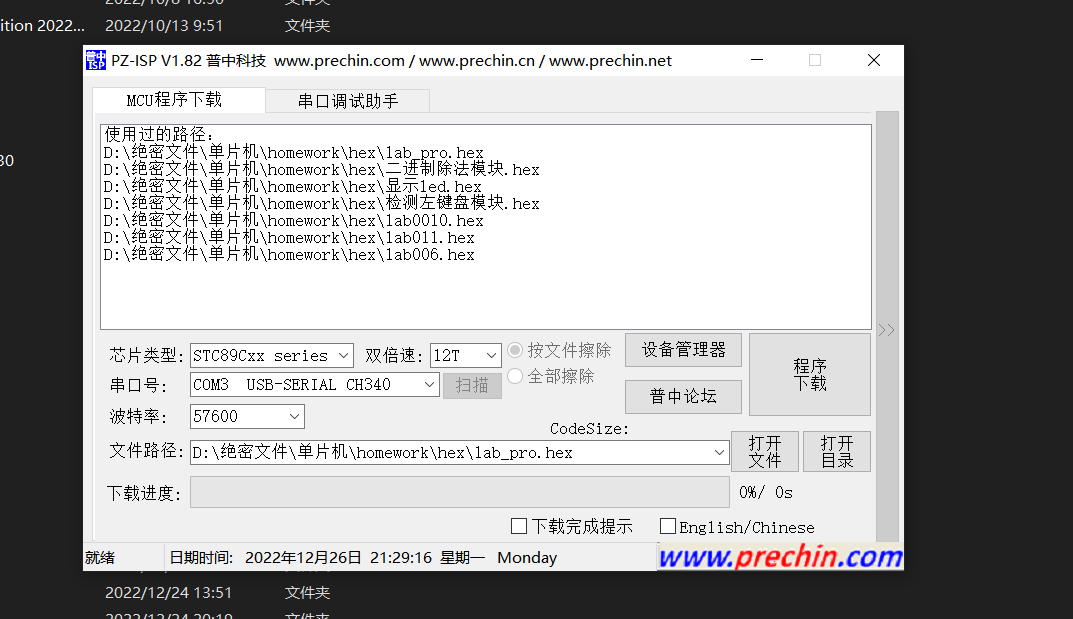 ition 2022... 2022/10/13 9:51 文件夹
PZ-ISP V1.82 普中科技 www.prechin.com / www.prechin.cn / www.prechin.net
MCU程序下载 串口调试助手
使用过的路径:
30
D:\绝密文件\单片机\homework\hex\lab_pro.hex
D:\绝密文件\单片机\homework\hex\二进制除法模块.hex
D:\绝密文件\单片机\homework\hex\显示led.hex
D:\绝密文件\单片机\homework\hex\检测左键盘模块.hex
D:\绝密文件\单片机\homework\hex\lab0010.hex
D:\绝密文件\单片机\homework\hex\lab011.hex
D:\绝密文件\单片机\homework\hex\lab006.hex
芯片类型: STC89Cxx series 双倍速: 12T 按文件擦除 设备管理器
全部擦除
程序
下载
串口号: COM3 USB-SERIAL CH340 扫描
普中论坛
波特率: 57600
CodeSize:
文件路径: D:\绝密文件\单片机\homework\hex\lab_pro.hex
打开
文件
打开
目录
下载进度: 0%/ 0s
下载完成提示 English/Chinese
就绪 日期时间: 2022年12月26日 21:29:16 星期一 Monday
www.prechin.com
2022/12/24 13:51 文件夹